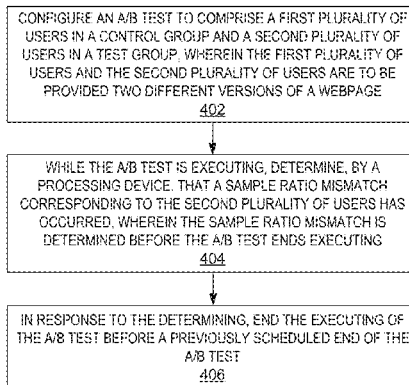 CONFIGURE AN A/B TEST TO COMPRISE A FIRST PLURALITY OF
USERS IN A CONTROL GROUP AND A SECOND PLURALITY OF
USERS IN A TEST GROUP, WHEREIN THE FIRST PLURALITY OF
USERS AND THE SECOND PLURALITY OF USERS ARE TO BE
PROVIDED TWO DIFFERENT VERSIONS OF A WEBPAGE
402
WHILE THE A/B TEST IS EXECUTING, DETERMINE, BY A
PROCESSING DEVICE, THAT A SAMPLE RATIO MISMATCH
CORRESPONDING TO THE SECOND PLURALITY OF USERS HAS
OCCURRED, WHEREIN THE SAMPLE RATIO MISMATCH IS
DETERMINED BEFORE THE A/B TEST ENDS EXECUTING
404
IN RESPONSE TO THE DETERMINING, END THE EXECUTING OF
THE A/B TEST BEFORE A PREVIOUSLY SCHEDULED END OF THE
A/B TEST
406